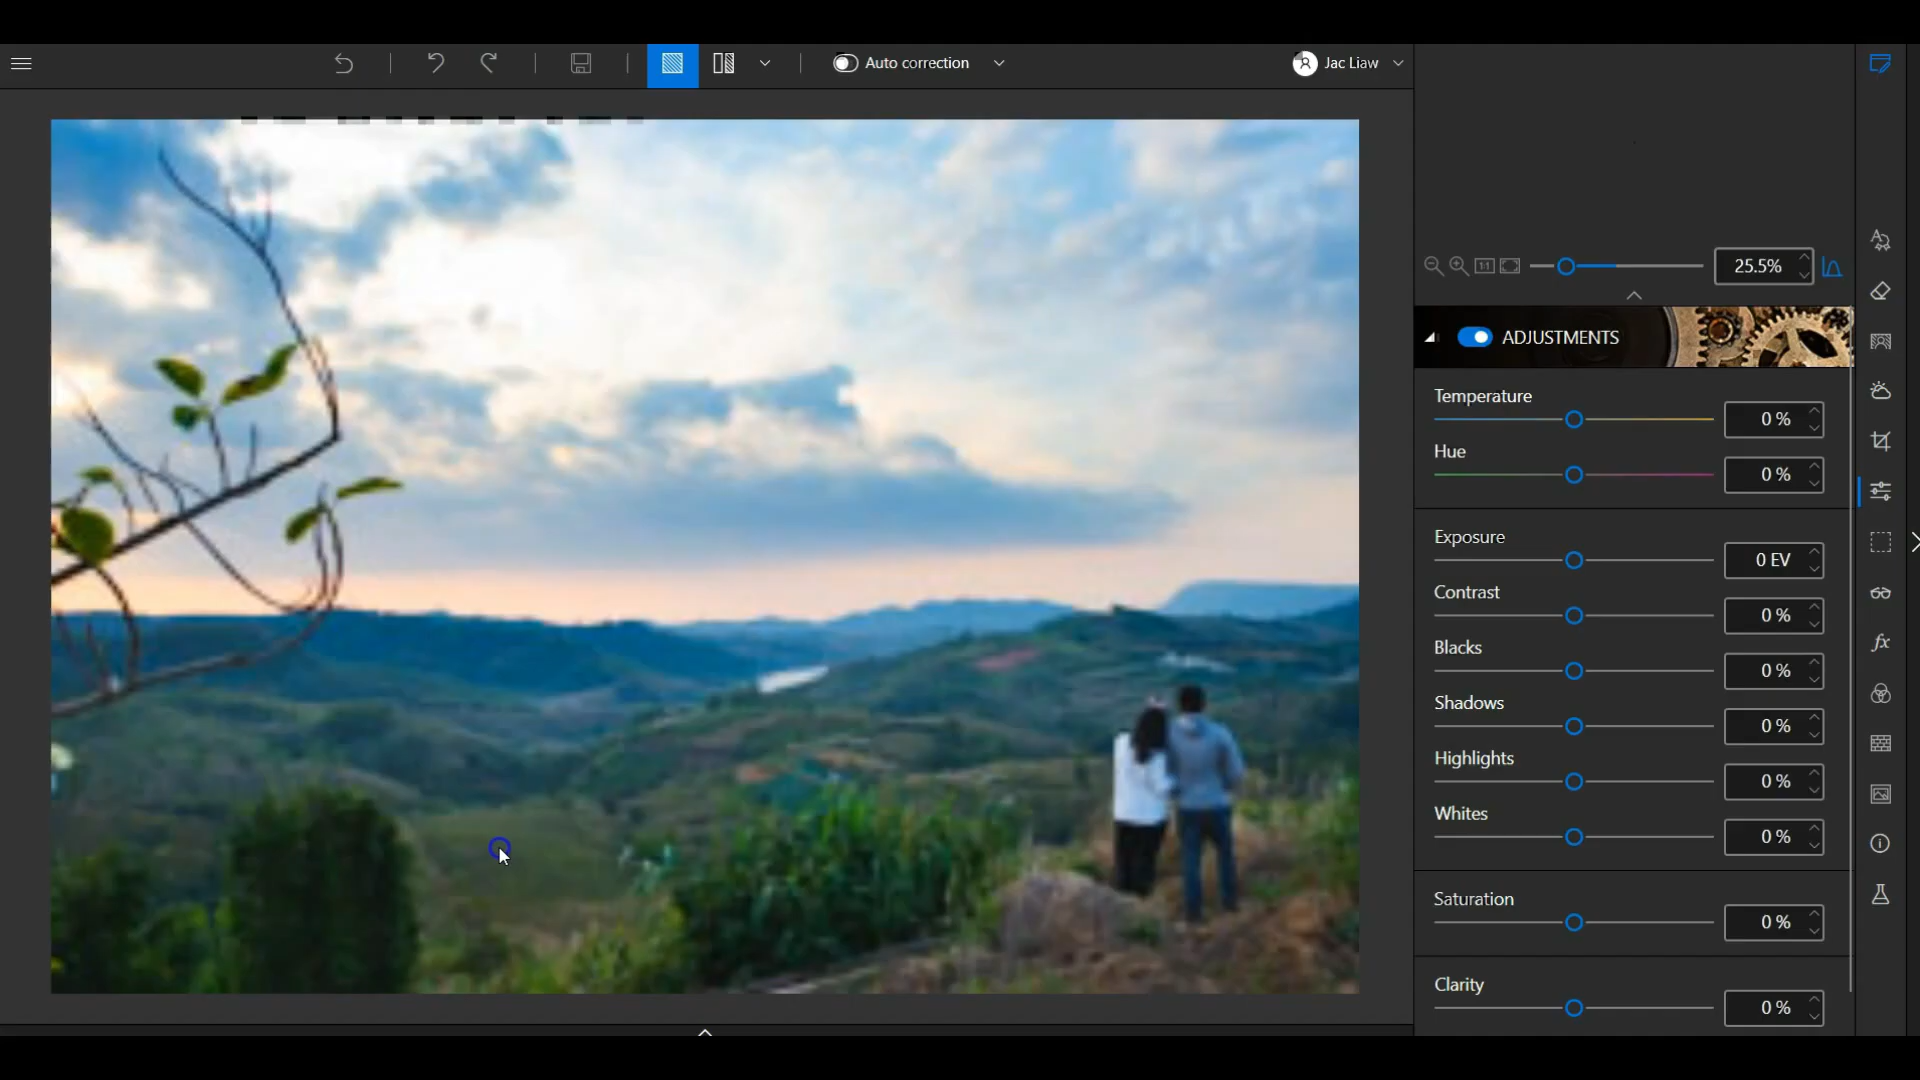 Auto correction
Jac Liaw
25.5%
ADJUSTMENTS
Temperature
0 %
Hue
0 %
Exposure
0 EV
Contrast
0 %
Blacks
0 %
Shadows
0 %
Highlights
0 %
Whites
0 %
Saturation
0 %
Clarity
0 %